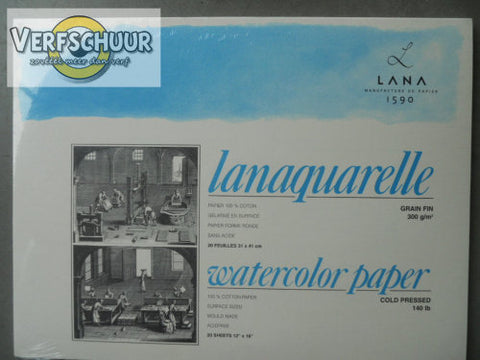 VERFSCHUUR
zoveel meer dan verf
LANA
MANUFACTURE DE PAPIER
1590
lanaquarelle
PAPIER 100 % COTON
GÉLATINÉ EN SURFACE
PAPIER FORME RONDE
SANS ACIDE
20 FEUILLES 31 x 41 cm
GRAIN FIN
300 g/m²
watercolor paper
100 % COTTON PAPER
SURFACE SIZED
MOULD MADE
ACID FREE
20 SHEETS 12" x 16"
COLD PRESSED
140 lb